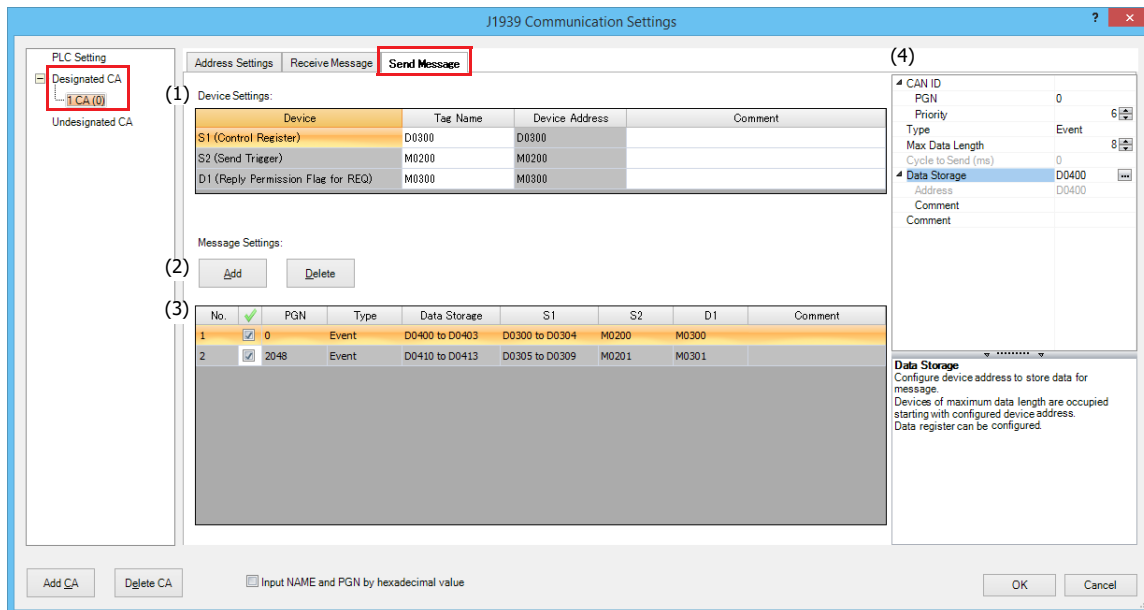 J1939 Communication Settings
?
×
PLC Setting
Designated CA
1 CA (0)
Undesignated CA
Address Settings
Receive Message
Send Message
(1) Device Settings:
Device Tag Name Device Address Comment
S1 (Control Register) D0300 D0300
S2 (Send Trigger) M0200 M0200
D1 (Reply Permission Flag for REQ) M0300 M0300
Message Settings:
(2) Add Delete
(3) No. PGN Type Data Storage S1 S2 D1 Comment
1 0 Event D0400 to D0403 D0300 to D0304 M0200 M0300
2 2048 Event D0410 to D0413 D0305 to D0309 M0201 M0301
(4)
CAN ID
PGN 0
Priority 6
Type Event
Max Data Length 8
Cycle to Send (ms) 0
Data Storage D0400 ...
Address D0400
Comment
Comment
Data Storage
Configure device address to store data for
message.
Devices of maximum data length are occupied
starting with configured device address.
Data register can be configured.
Add CA Delete CA Input NAME and PGN by hexadecimal value OK Cancel